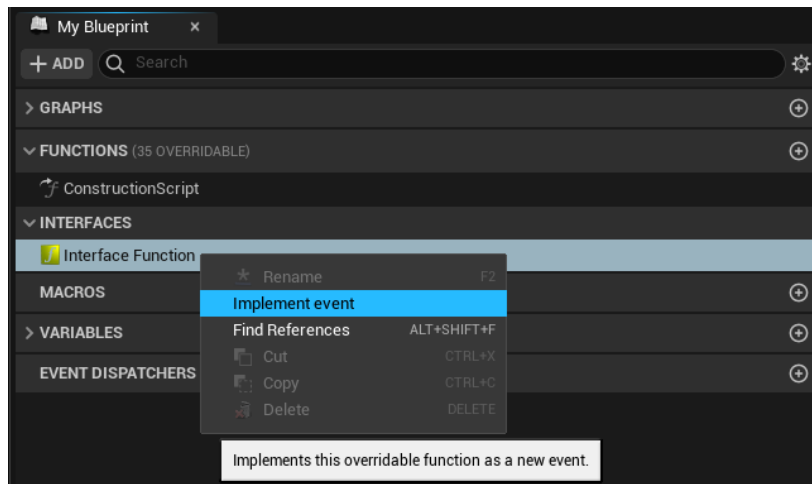 My Blueprint
+ ADD Search
GRAPHS
FUNCTIONS (35 OVERRIDABLE)
ConstructionScript
INTERFACES
Interface Function
Rename F2
Implement event
Find References ALT+SHIFT+F
Cut CTRL+X
Copy CTRL+C
Delete DELETE
MACROS
VARIABLES
EVENT DISPATCHERS
Implements this overridable function as a new event.